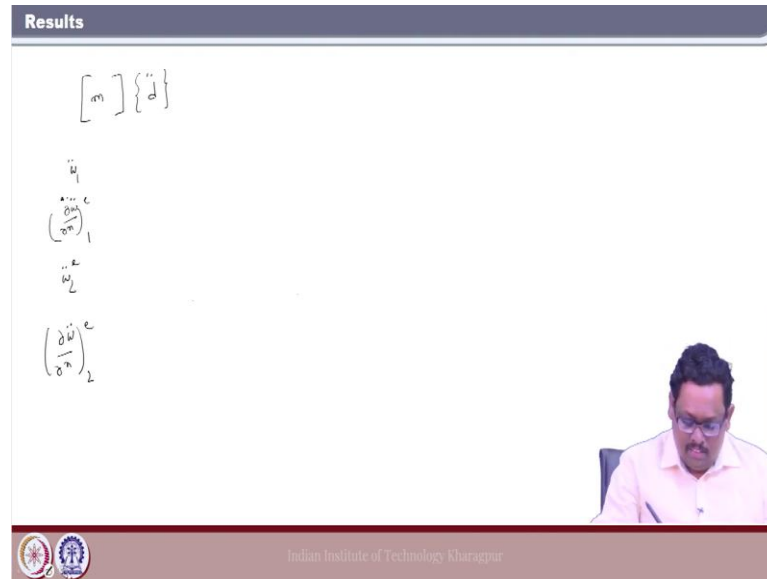 Results
[m] {d̈}
ẅ₁
(∂ẅ/∂x)₁ᵉ
ẅ₂ᵉ
(∂ẅ/∂x)₂ᵉ
Indian Institute of Technology Kharagpur